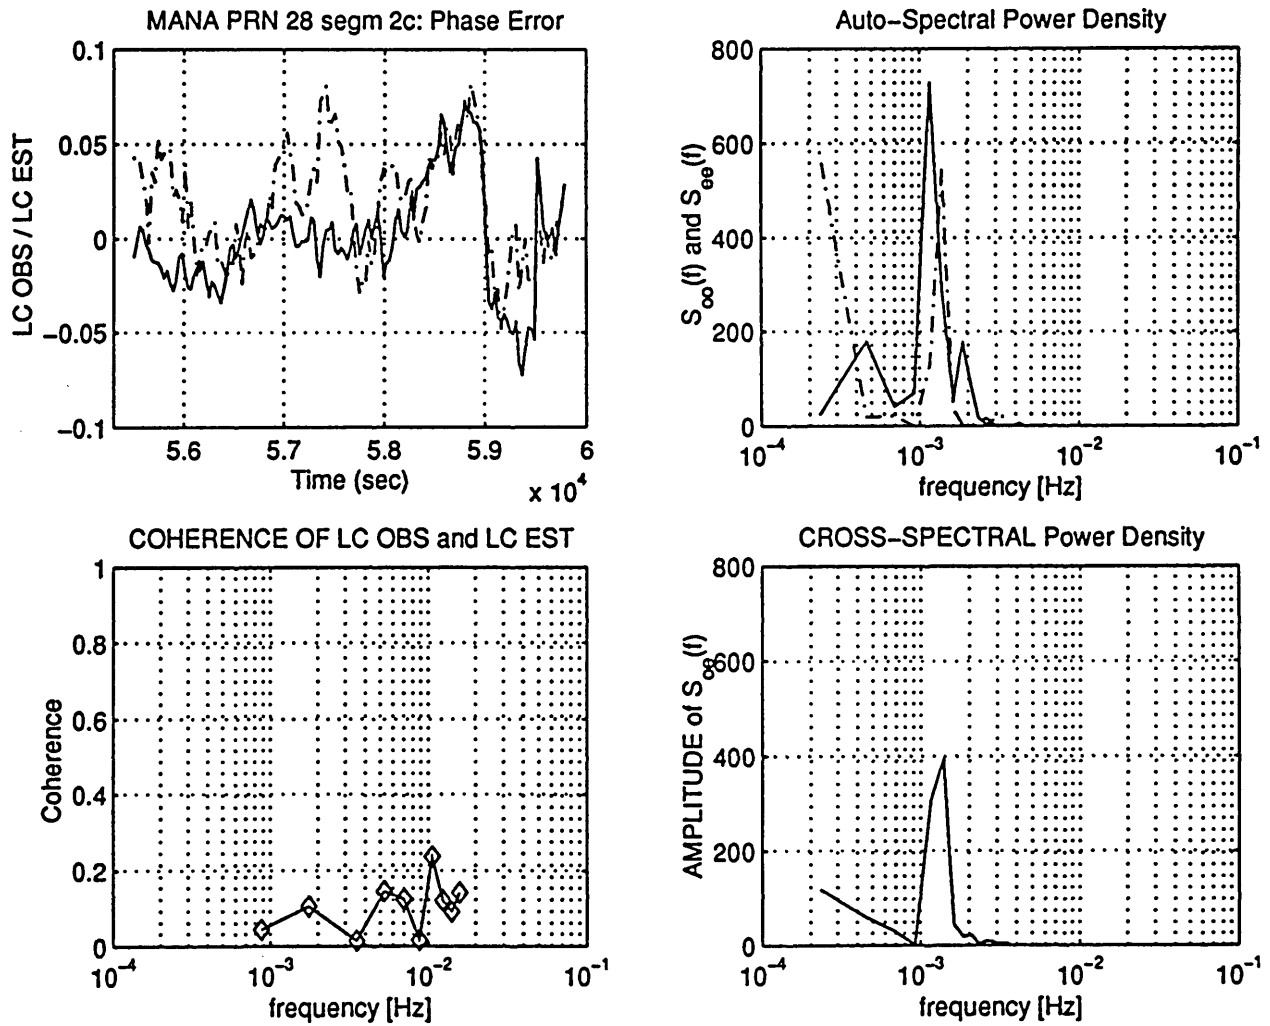 MANA PRN 28 segm 2c: Phase Error
LC OBS / LC EST
0.1
0.05
0
−0.05
−0.1
5.6
5.7
5.8
5.9
6
Time (sec)
x 10^4
Auto−Spectral Power Density
S_oo(f) and S_ee(f)
800
600
400
200
0
10^−4
10^−3
10^−2
10^−1
frequency [Hz]
COHERENCE OF LC OBS and LC EST
Coherence
1
0.8
0.6
0.4
0.2
0
10^−4
10^−3
10^−2
10^−1
frequency [Hz]
CROSS−SPECTRAL Power Density
AMPLITUDE of S_oe(f)
800
600
400
200
0
10^−4
10^−3
10^−2
10^−1
frequency [Hz]